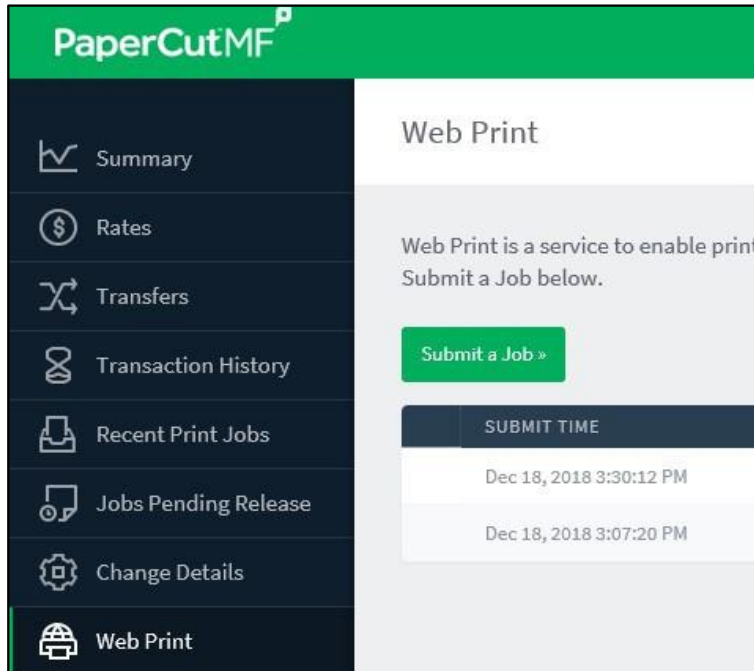 PaperCutMF
Summary
Rates
Transfers
Transaction History
Recent Print Jobs
Jobs Pending Release
Change Details
Web Print
Web Print
Web Print is a service to enable print
Submit a Job below.
Submit a Job »
SUBMIT TIME
Dec 18, 2018 3:30:12 PM
Dec 18, 2018 3:07:20 PM